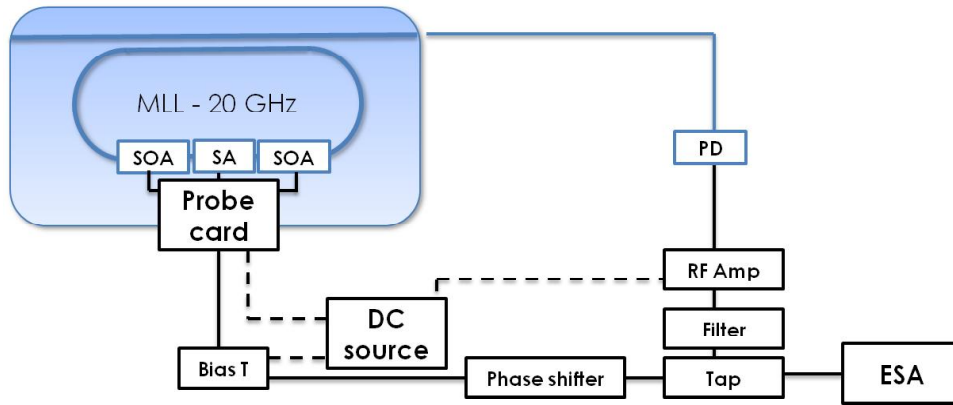 MLL - 20 GHz
SOA
SA
SOA
Probe
card
PD
RF Amp
DC
source
Filter
Bias T
Phase shifter
Tap
ESA